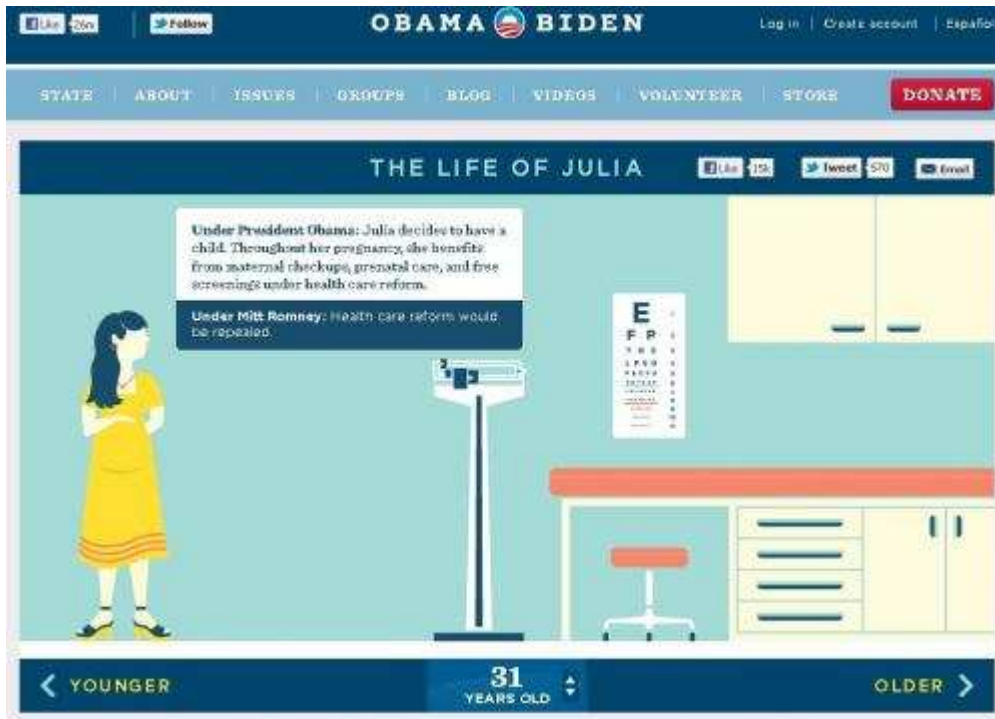 Like 26m Follow OBAMA BIDEN Log in | Create account | Español
STATE ABOUT ISSUES GROUPS BLOG VIDEOS VOLUNTEER STORE DONATE
THE LIFE OF JULIA Like 15k Tweet 570 Email
Under President Obama: Julia decides to have a
child. Throughout her pregnancy, she benefits
from maternal checkups, prenatal care, and free
screenings under health care reform.
Under Mitt Romney: Health care reform would
be repealed.
E
F P
YOUNGER 31 OLDER
YEARS OLD